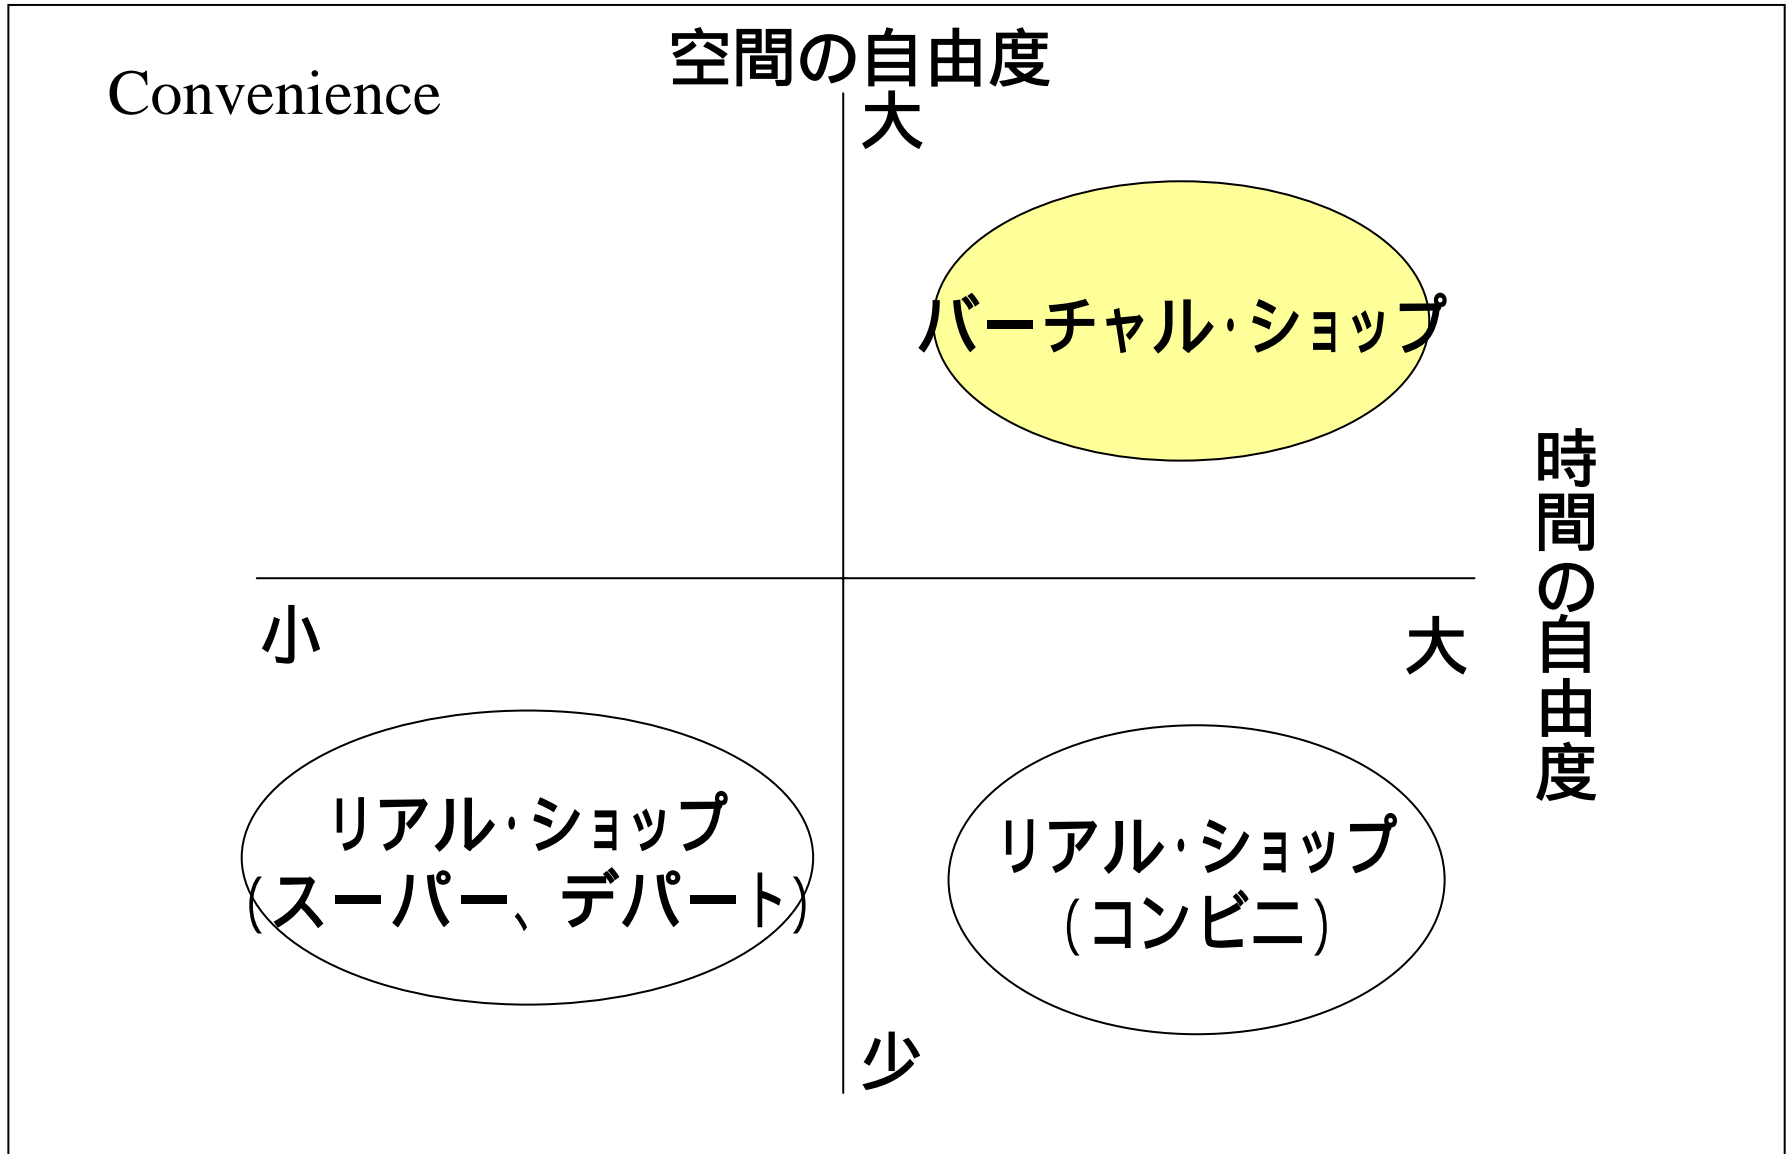 空間の自由度
Convenience
大
バーチャル・ショップ
時間の自由度
小
大
リアル・ショップ
(スーパー、デパート)
リアル・ショップ
(コンビニ)
少